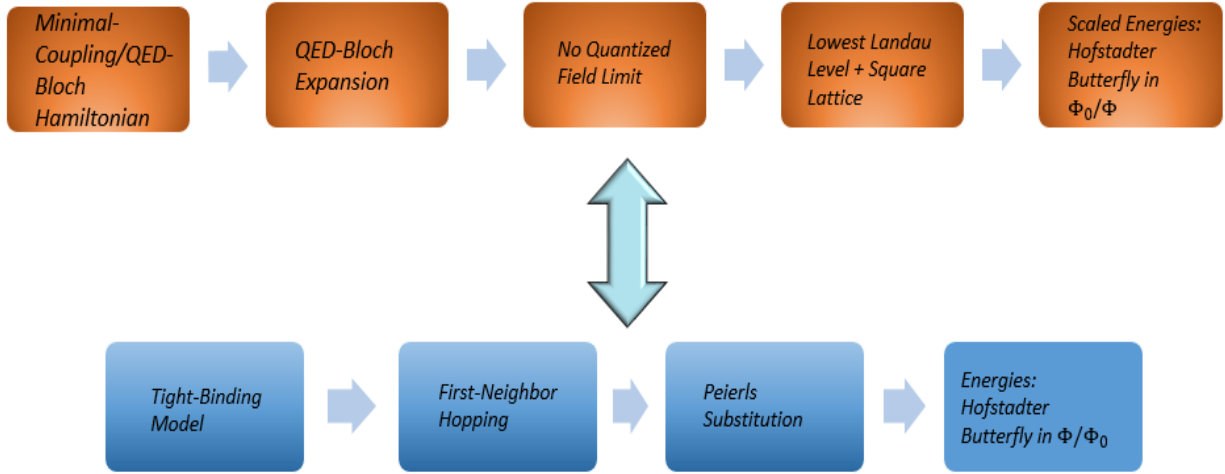 Minimal-
Coupling/QED-
Bloch
Hamiltonian
QED-Bloch
Expansion
No Quantized
Field Limit
Lowest Landau
Level + Square
Lattice
Scaled Energies:
Hofstadter
Butterfly in
Φ₀/Φ
Tight-Binding
Model
First-Neighbor
Hopping
Peierls
Substitution
Energies:
Hofstadter
Butterfly in Φ/Φ₀